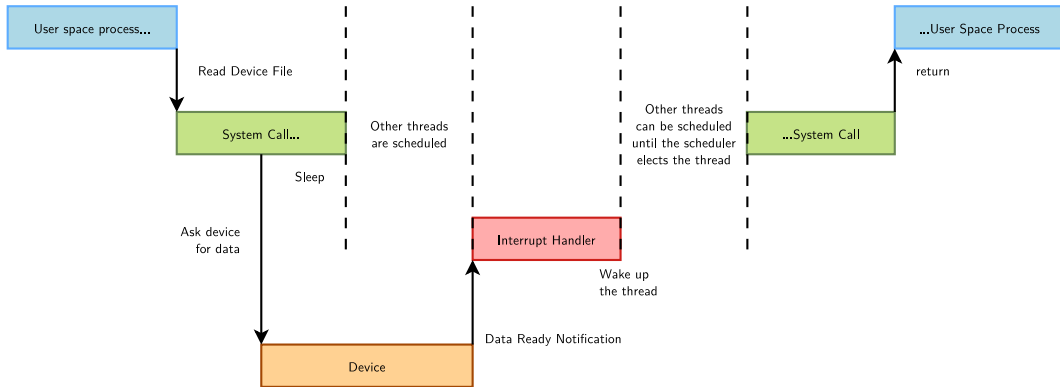 User space process...
...User Space Process
Read Device File
return
System Call...
Other threads
are scheduled
Other threads
can be scheduled
until the scheduler
elects the thread
...System Call
Sleep
Ask device
for data
Interrupt Handler
Wake up
the thread
Data Ready Notification
Device